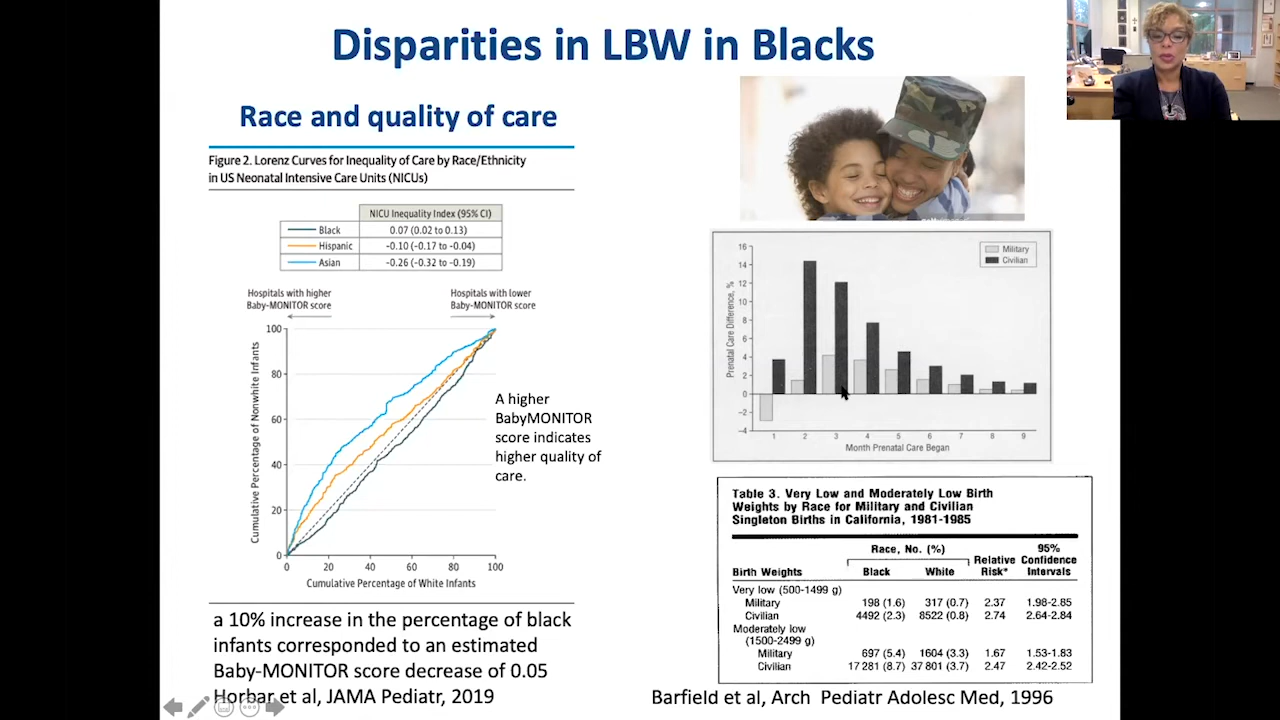 Disparities in LBW in Blacks
Race and quality of care
Figure 2. Lorenz Curves for Inequality of Care by Race/Ethnicity
in US Neonatal Intensive Care Units (NICUs)
NICU Inequality Index (95% CI)
Black 0.07 (0.02 to 0.13)
Hispanic -0.10 (-0.17 to -0.04)
Asian -0.26 (-0.32 to -0.19)
Hospitals with higher
Baby-MONITOR score
Hospitals with lower
Baby-MONITOR score
Cumulative Percentage of Nonwhite Infants
100
80
60
40
20
0
0 20 40 60 80 100
Cumulative Percentage of White Infants
A higher
BabyMONITOR
score indicates
higher quality of
care.
a 10% increase in the percentage of black
infants corresponded to an estimated
Baby-MONITOR score decrease of 0.05
Horbar et al, JAMA Pediatr, 2019
Military
Civilian
Prenatal Care Difference, %
16
14
12
10
8
6
4
2
0
−2
−4
1 2 3 4 5 6 7 8 9
Month Prenatal Care Began
Table 3. Very Low and Moderately Low Birth
Weights by Race for Military and Civilian
Singleton Births in California, 1981-1985
Race, No. (%)
Birth Weights Black White Relative Risk* 95% Confidence Intervals
Very low (500-1499 g)
Military 198 (1.6) 317 (0.7) 2.37 1.98-2.85
Civilian 4492 (2.3) 8522 (0.8) 2.74 2.64-2.84
Moderately low
(1500-2499 g)
Military 697 (5.4) 1604 (3.3) 1.67 1.53-1.83
Civilian 17 281 (8.7) 37 801 (3.7) 2.47 2.42-2.52
Barfield et al, Arch Pediatr Adolesc Med, 1996